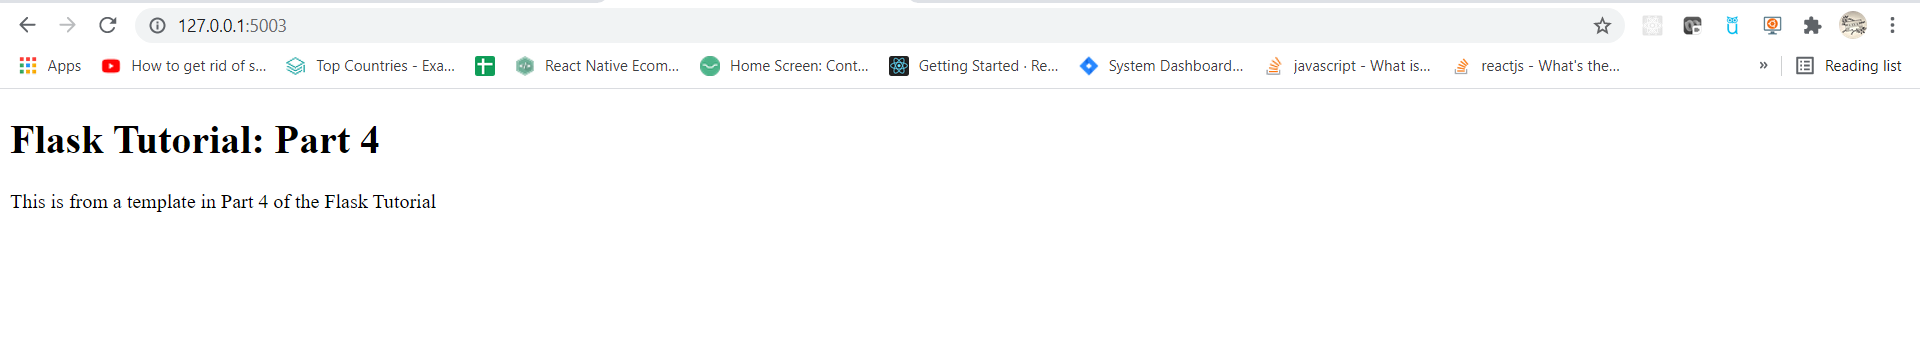 127.0.0.1:5003
Apps How to get rid of s... Top Countries - Exa... React Native Ecom... Home Screen: Cont... Getting Started · Re... System Dashboard... javascript - What is... reactjs - What's the... » Reading list
Flask Tutorial: Part 4
This is from a template in Part 4 of the Flask Tutorial